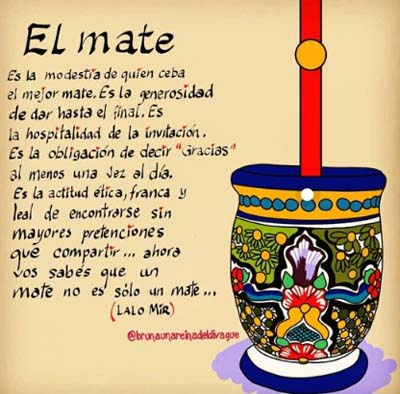 El mate
Es la modestia de quien ceba
el mejor mate. Es la generosidad
de dar hasta el final. Es
la hospitalidad de la invitación.
Es la obligación de decir "Gracias"
al menos una vez al día.
Es la actitud ética, franca y
leal de encontrarse sin
mayores pretenciones
que compartir... ahora
vos sabés que un
mate no es sólo un mate...
(LALO MIR)
@brunaunareinadeldivague